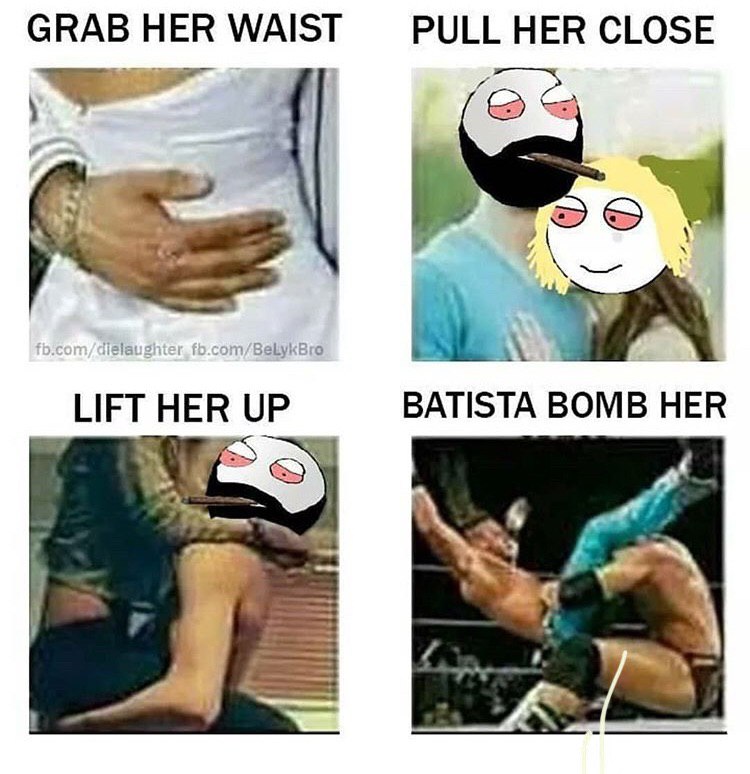 GRAB HER WAIST
PULL HER CLOSE
fb.com/dielaughter fb.com/BeLykBro
LIFT HER UP
BATISTA BOMB HER